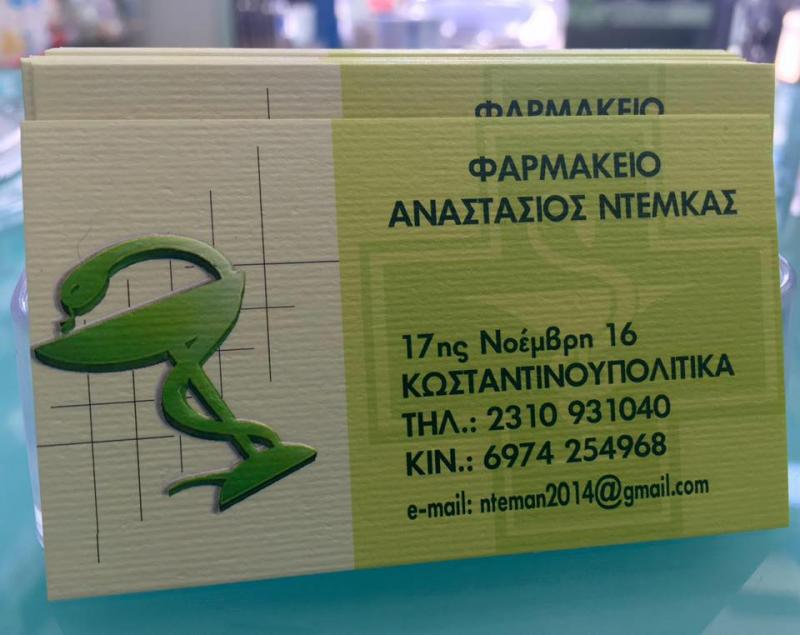 ΦΑΡΜΑΚΕΙΟ
ΦΑΡΜΑΚΕΙΟ
ΑΝΑΣΤΑΣΙΟΣ ΝΤΕΜΚΑΣ
17ης Νοέμβρη 16
ΚΩΣΤΑΝΤΙΝΟΥΠΟΛΙΤΙΚΑ
ΤΗΛ.: 2310 931040
ΚΙΝ.: 6974 254968
e-mail: nteman2014@gmail.com